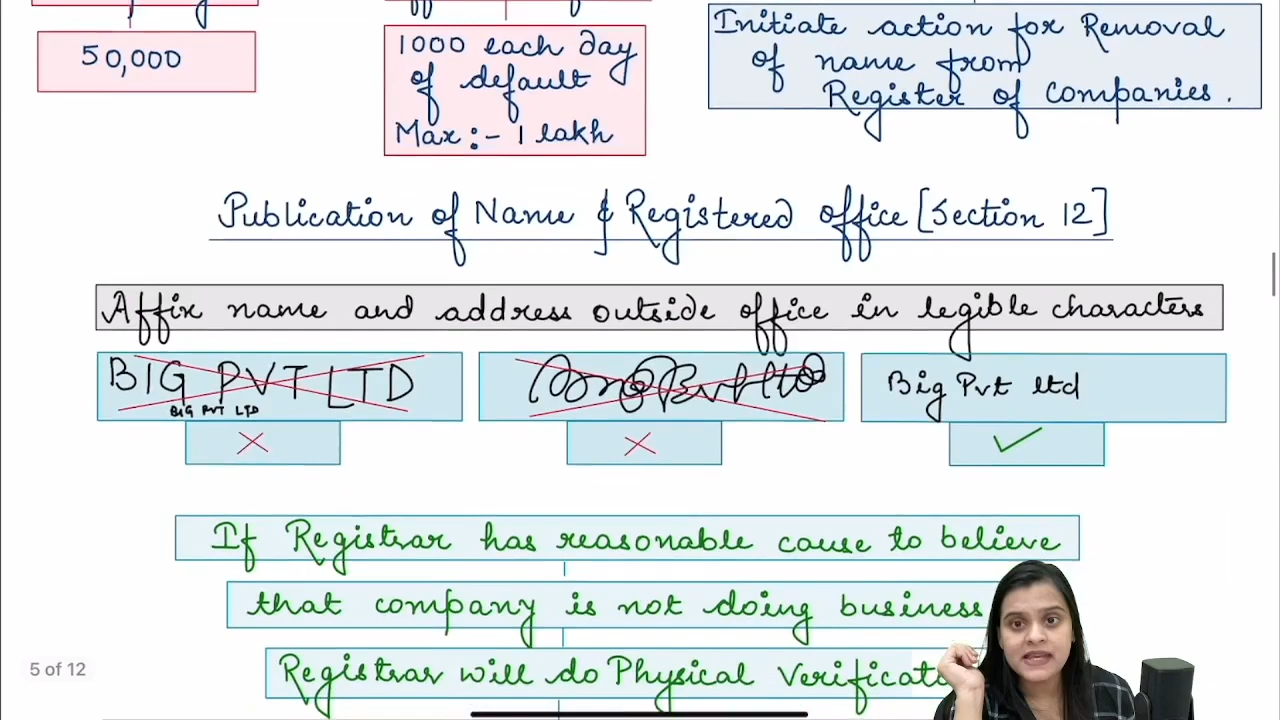 50,000
1000 each day
of default
Max :- 1 lakh
Initiate action for Removal
of name from
Register of companies.
Publication of Name & Registered office [Section 12]
Affix name and address outside office in legible characters
BIG PVT LTD
BIG PVT LTD
Big Pvt ltd
If Registrar has reasonable cause to believe
that company is not doing business
Registrar will do Physical Verificat
5 of 12